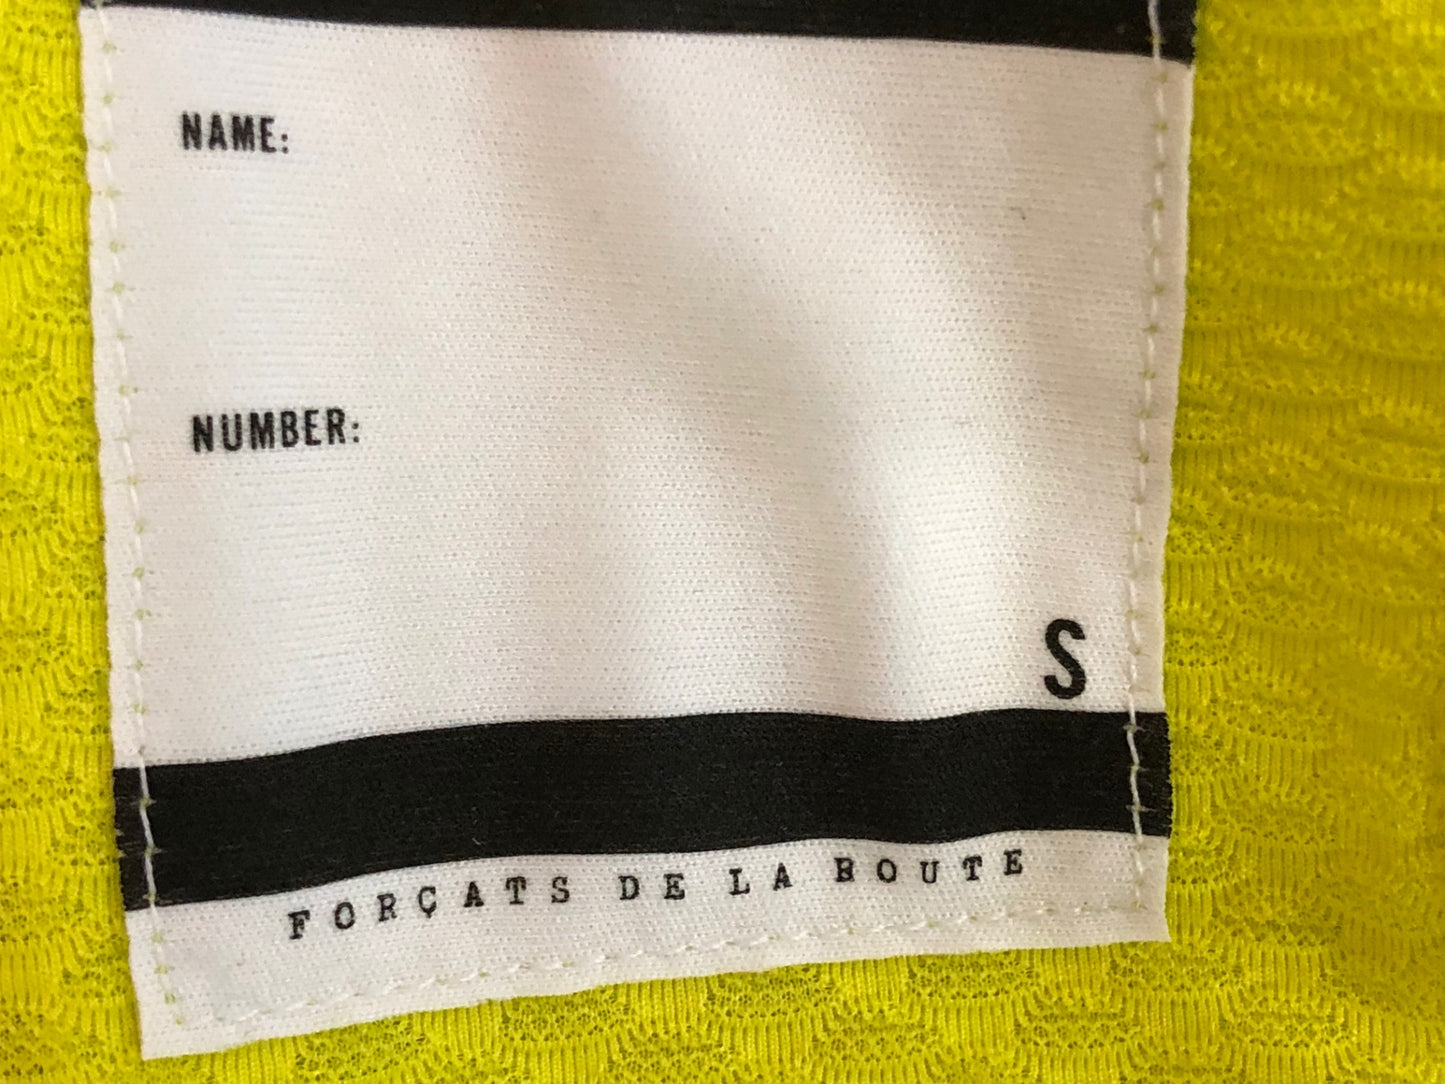 NAME:
NUMBER:
S
FORÇATS DE LA ROUTE